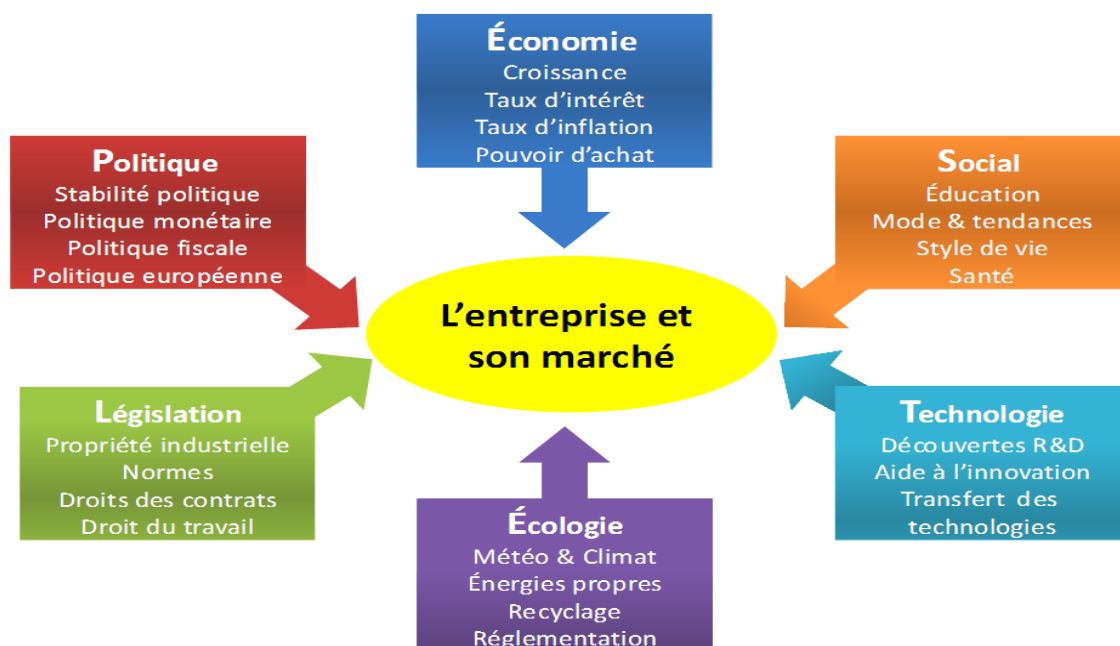 Économie
Croissance
Taux d'intérêt
Taux d'inflation
Pouvoir d'achat
Politique
Stabilité politique
Politique monétaire
Politique fiscale
Politique européenne
Social
Éducation
Mode & tendances
Style de vie
Santé
L'entreprise et
son marché
Législation
Propriété industrielle
Normes
Droits des contrats
Droit du travail
Technologie
Découvertes R&D
Aide à l'innovation
Transfert des
technologies
Écologie
Météo & Climat
Énergies propres
Recyclage
Réglementation